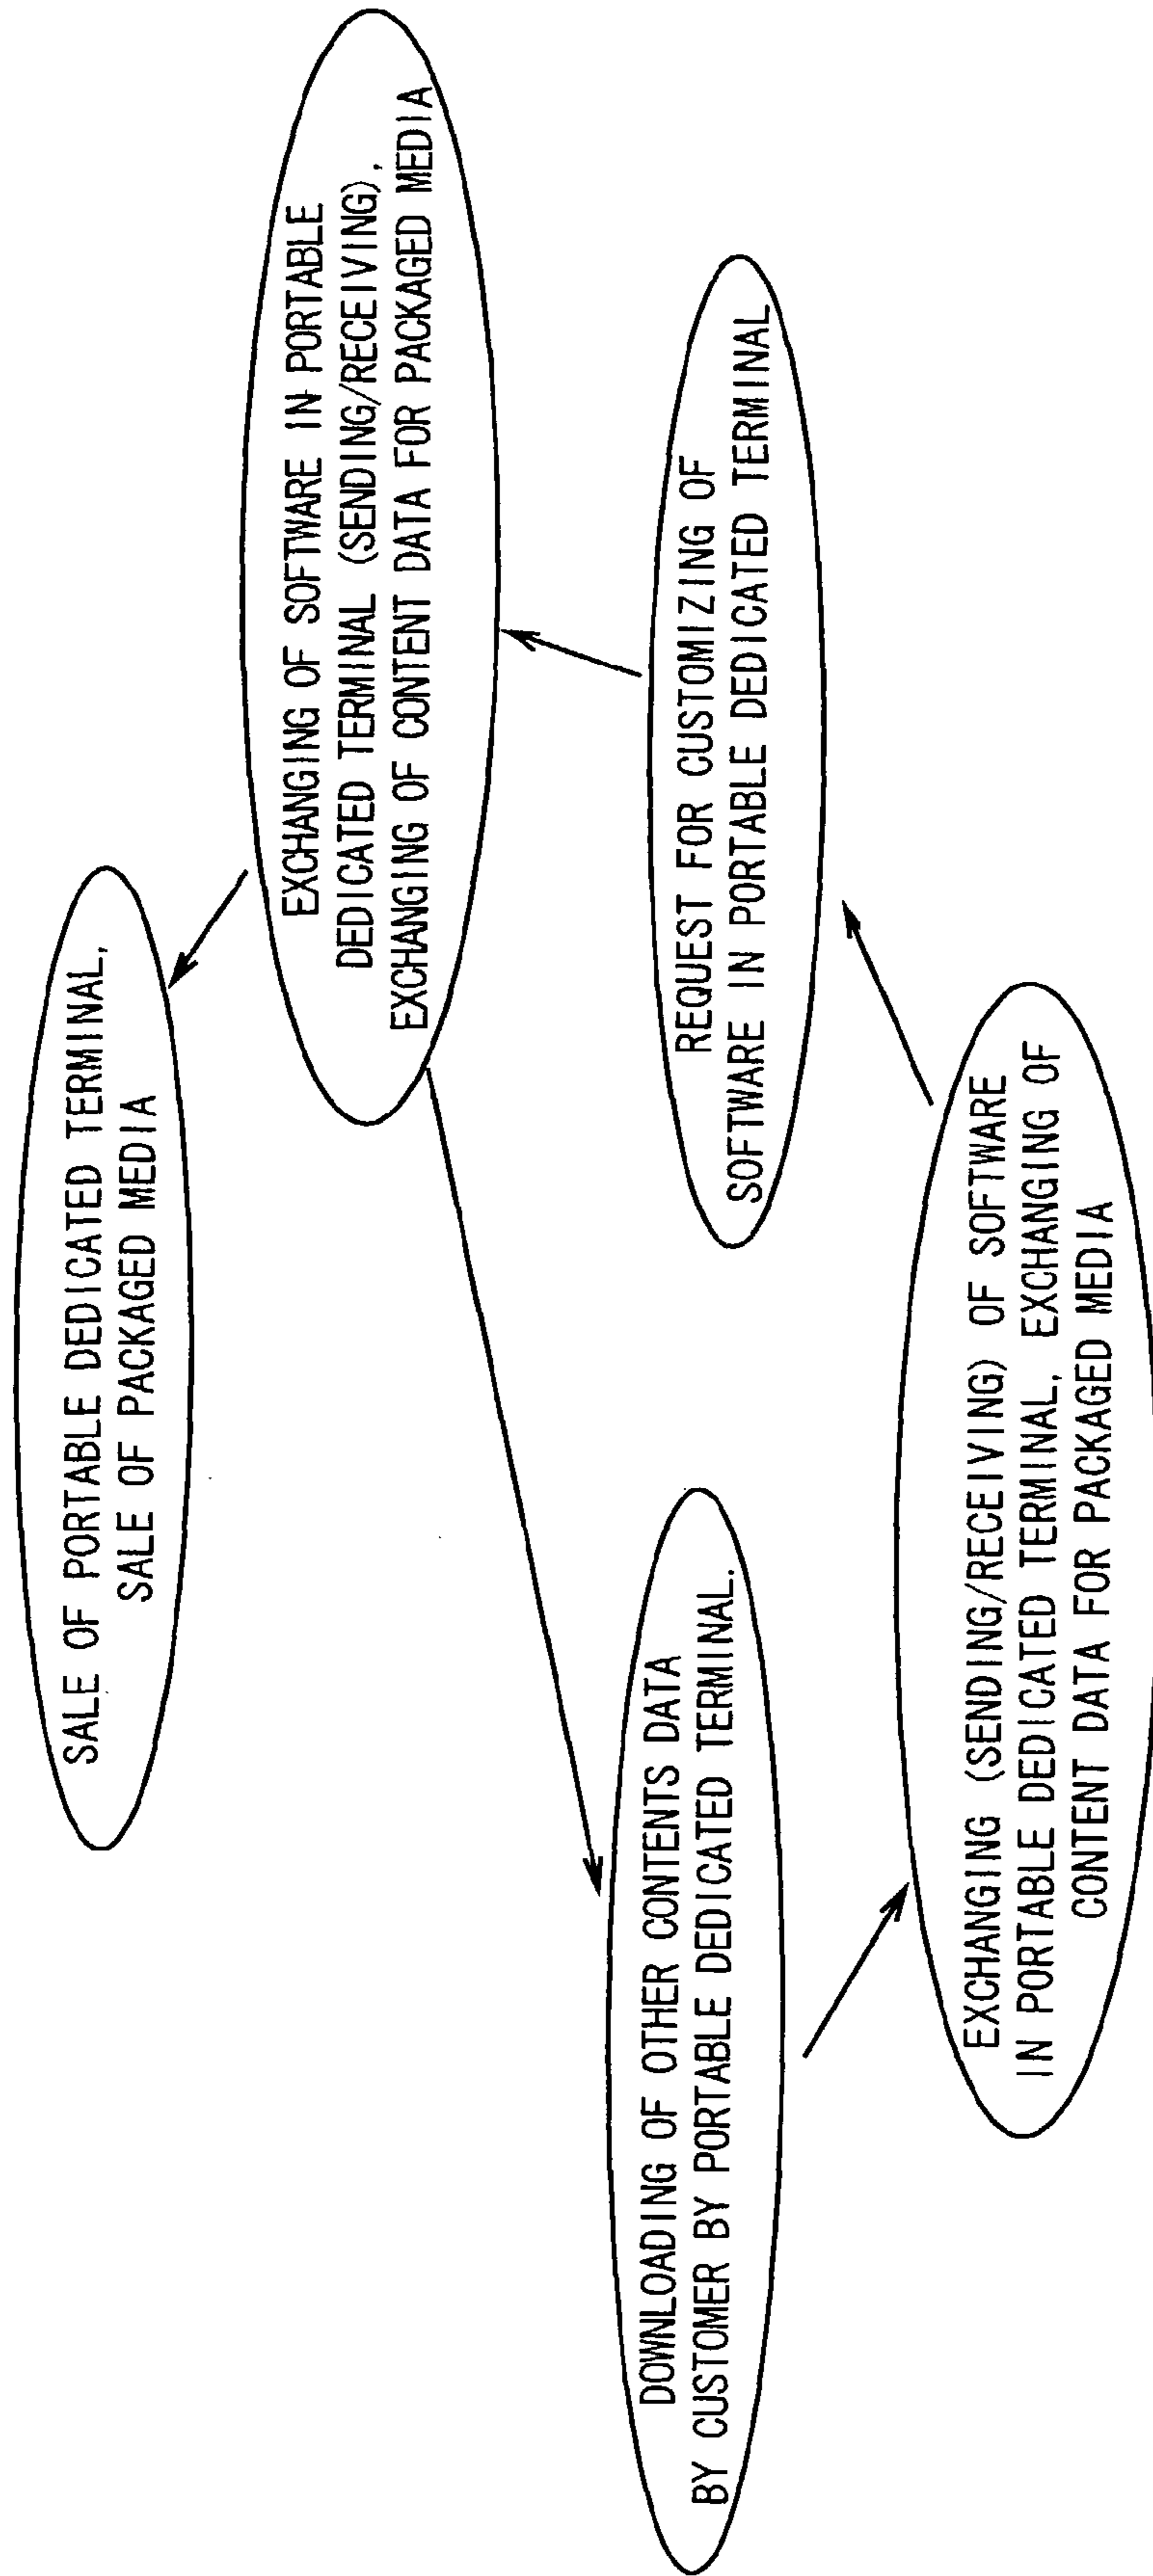 SALE OF PORTABLE DEDICATED TERMINAL,
SALE OF PACKAGED MEDIA
EXCHANGING OF SOFTWARE IN PORTABLE
DEDICATED TERMINAL (SENDING/RECEIVING),
EXCHANGING OF CONTENT DATA FOR PACKAGED MEDIA
DOWNLOADING OF OTHER CONTENTS DATA
BY CUSTOMER BY PORTABLE DEDICATED TERMINAL.
REQUEST FOR CUSTOMIZING OF
SOFTWARE IN PORTABLE DEDICATED TERMINAL
EXCHANGING (SENDING/RECEIVING) OF SOFTWARE
IN PORTABLE DEDICATED TERMINAL, EXCHANGING OF
CONTENT DATA FOR PACKAGED MEDIA